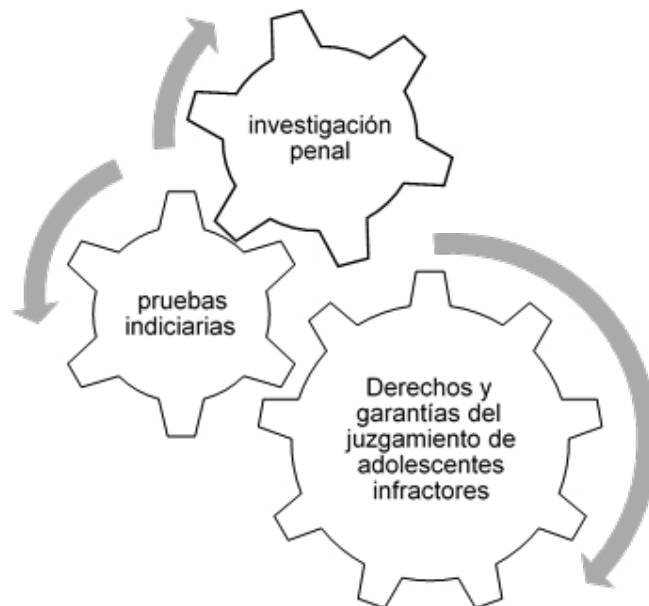 investigación
penal
pruebas
indiciarias
Derechos y
garantías del
juzgamiento de
adolescentes
infractores